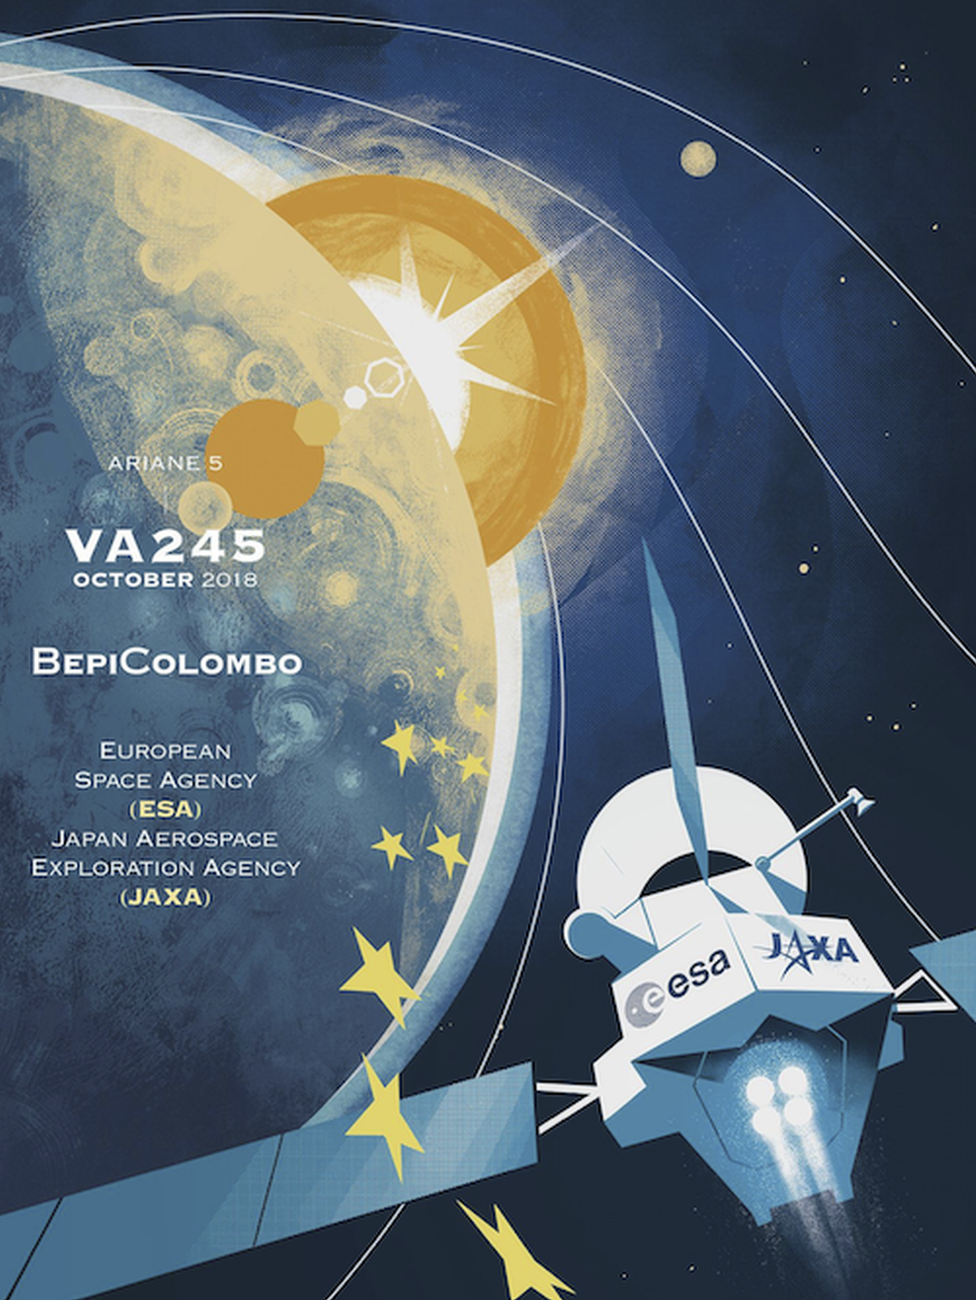 ARIANE 5
VA245
OCTOBER 2018
BEPICOLOMBO
EUROPEAN
SPACE AGENCY
(ESA)
JAPAN AEROSPACE
EXPLORATION AGENCY
(JAXA)
esa
JAXA